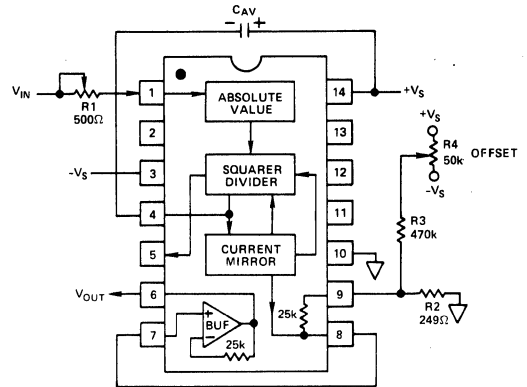 CAV
− +
VIN
R1
500Ω
1
2
3
4
5
6
7
14
13
12
11
10
9
8
ABSOLUTE
VALUE
SQUARER
DIVIDER
CURRENT
MIRROR
+VS
−VS
+VS
R4
50k
OFFSET
−VS
R3
470k
R2
249Ω
VOUT
+
BUF
−
25k
25k